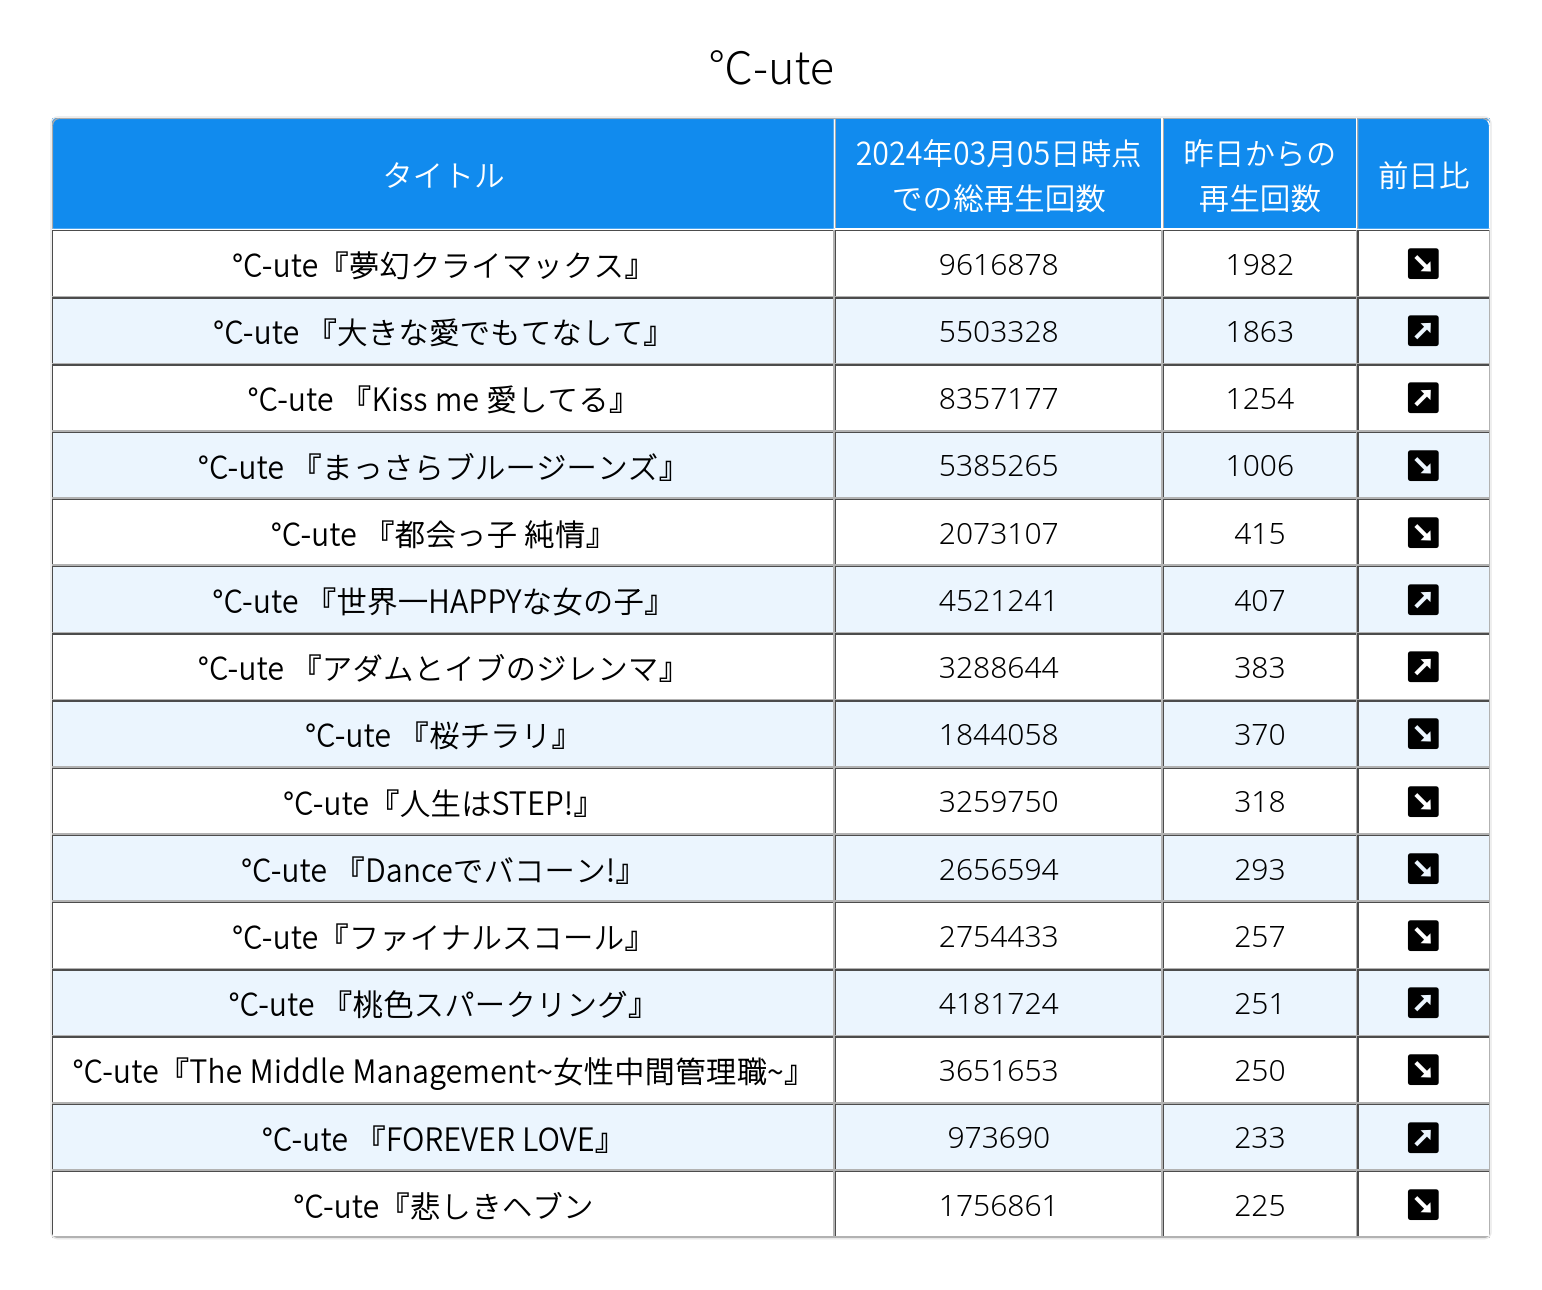 ℃-ute
タイトル
2024年03月05日時点
での総再生回数
昨日からの
再生回数
前日比
℃-ute『夢幻クライマックス』 9616878 1982 ↘
℃-ute 『大きな愛でもてなして』 5503328 1863 ↗
℃-ute 『Kiss me 愛してる』 8357177 1254 ↗
℃-ute 『まっさらブルージーンズ』 5385265 1006 ↘
℃-ute 『都会っ子 純情』 2073107 415 ↘
℃-ute 『世界一HAPPYな女の子』 4521241 407 ↗
℃-ute 『アダムとイブのジレンマ』 3288644 383 ↗
℃-ute 『桜チラリ』 1844058 370 ↘
℃-ute『人生はSTEP!』 3259750 318 ↘
℃-ute 『Danceでバコーン!』 2656594 293 ↘
℃-ute『ファイナルスコール』 2754433 257 ↘
℃-ute 『桃色スパークリング』 4181724 251 ↗
℃-ute『The Middle Management~女性中間管理職~』 3651653 250 ↘
℃-ute 『FOREVER LOVE』 973690 233 ↗
℃-ute『悲しきヘブン 1756861 225 ↘